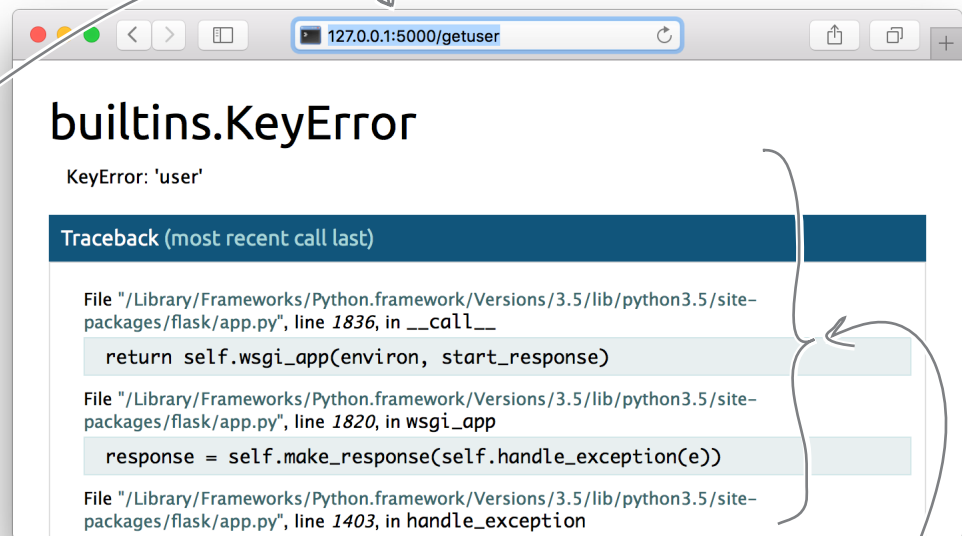 127.0.0.1:5000/getuser
builtins.KeyError
KeyError: 'user'
Traceback (most recent call last)
File "/Library/Frameworks/Python.framework/Versions/3.5/lib/python3.5/site-
packages/flask/app.py", line 1836, in __call__
return self.wsgi_app(environ, start_response)
File "/Library/Frameworks/Python.framework/Versions/3.5/lib/python3.5/site-
packages/flask/app.py", line 1820, in wsgi_app
response = self.make_response(self.handle_exception(e))
File "/Library/Frameworks/Python.framework/Versions/3.5/lib/python3.5/site-
packages/flask/app.py", line 1403, in handle_exception